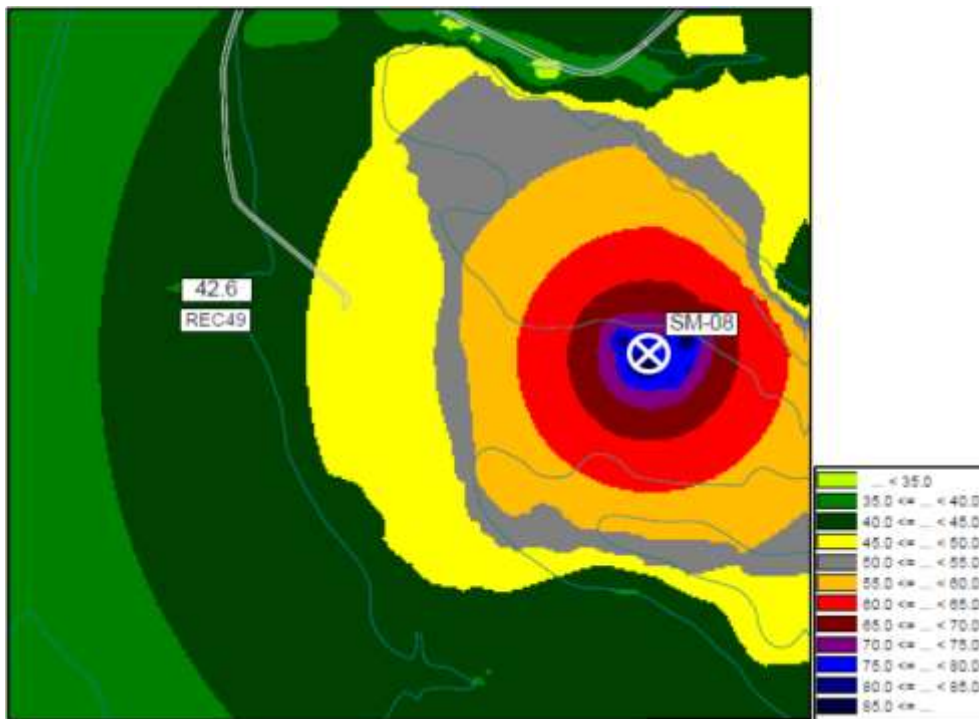 42.6
REC49
SM-08
... < 35.0
35.0 <= ... < 40.0
40.0 <= ... < 45.0
45.0 <= ... < 50.0
50.0 <= ... < 55.0
55.0 <= ... < 60.0
60.0 <= ... < 65.0
65.0 <= ... < 70.0
70.0 <= ... < 75.0
75.0 <= ... < 80.0
80.0 <= ... < 85.0
85.0 <= ...